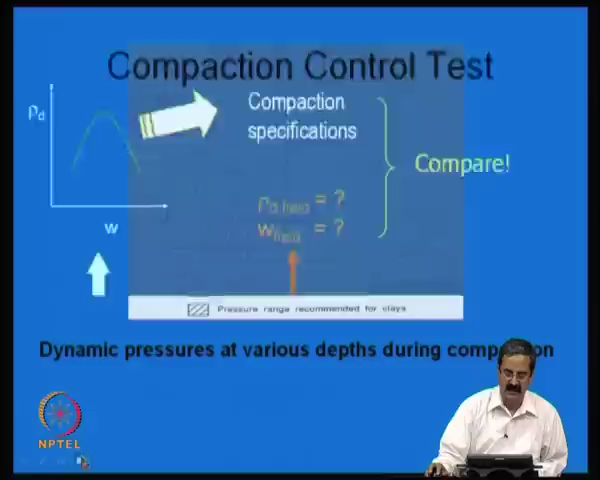 Compaction Control Test
ρd
Compaction
specifications
Compare!
ρd field = ?
wfield = ?
w
Pressure range recommended for clays
Dynamic pressures at various depths during compaction
NPTEL